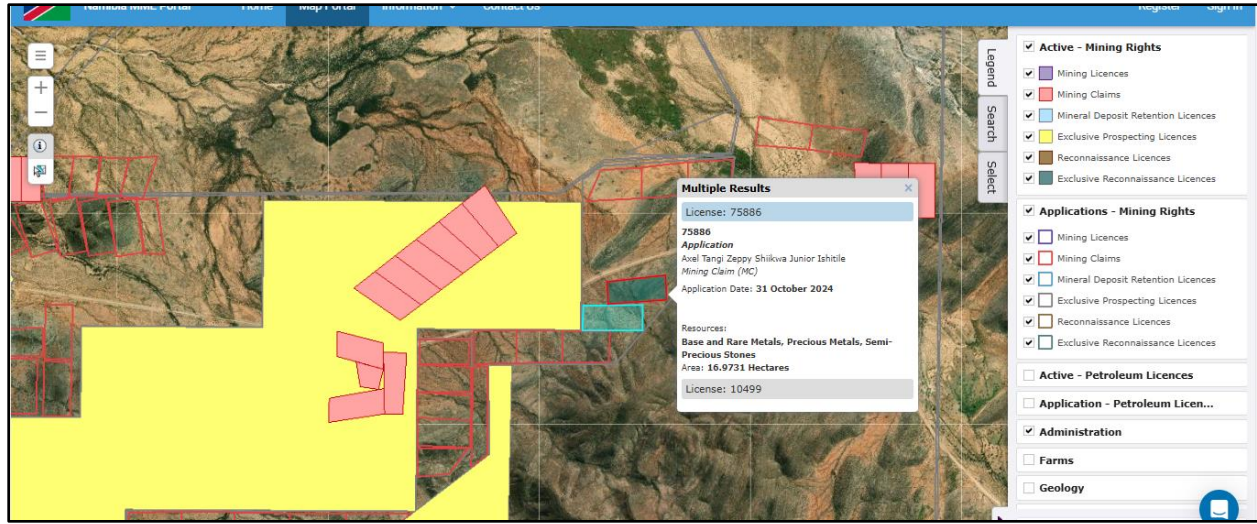 Namibia MME Portal
Home
Map Portal
Information
Contact Us
Register
Sign In
Legend
Search
Select
Multiple Results
License: 75886
75886
Application
Axel Tangi Zeppy Shiikwa Junior Ishitile
Mining Claim (MC)
Application Date: 31 October 2024
Resources:
Base and Rare Metals, Precious Metals, Semi-
Precious Stones
Area: 16.9731 Hectares
License: 10499
Active - Mining Rights
Mining Licences
Mining Claims
Mineral Deposit Retention Licences
Exclusive Prospecting Licences
Reconnaissance Licences
Exclusive Reconnaissance Licences
Applications - Mining Rights
Mining Licences
Mining Claims
Mineral Deposit Retention Licences
Exclusive Prospecting Licences
Reconnaissance Licences
Exclusive Reconnaissance Licences
Active - Petroleum Licences
Application - Petroleum Licen...
Administration
Farms
Geology